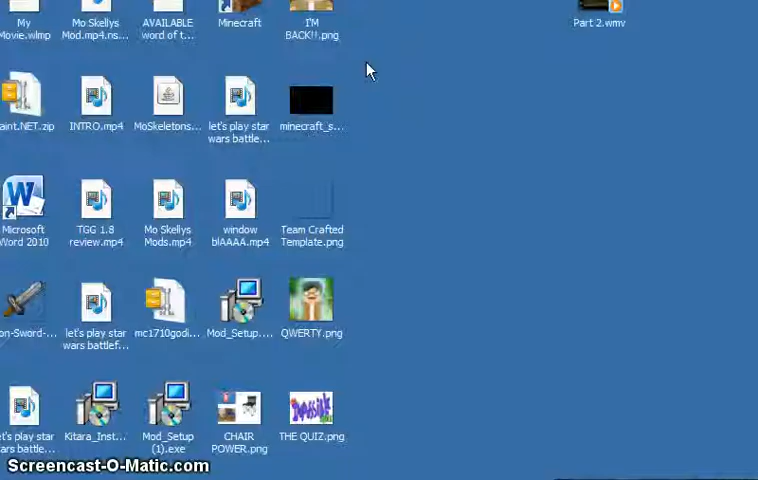 My
Movie.wlmp
Mo Skellys
Mod.mp4.ns...
AVAILABLE
word of t...
Minecraft
I'M
BACK!!.png
Part 2.wmv
aint.NET.zip
INTRO.mp4
MoSkeletons...
let's play star
wars battle...
minecraft_s...
Microsoft
Word 2010
TGG 1.8
review.mp4
Mo Skellys
Mods.mp4
window
blAAAA.mp4
Team Crafted
Template.png
on-Sword-...
let's play star
wars battlef...
mc1710godi...
Mod_Setup....
QWERTY.png
et's play star
wars battle...
Kitara_Inst...
Mod_Setup
(1).exe
CHAIR
POWER.png
THE QUIZ.png
Screencast-O-Matic.com